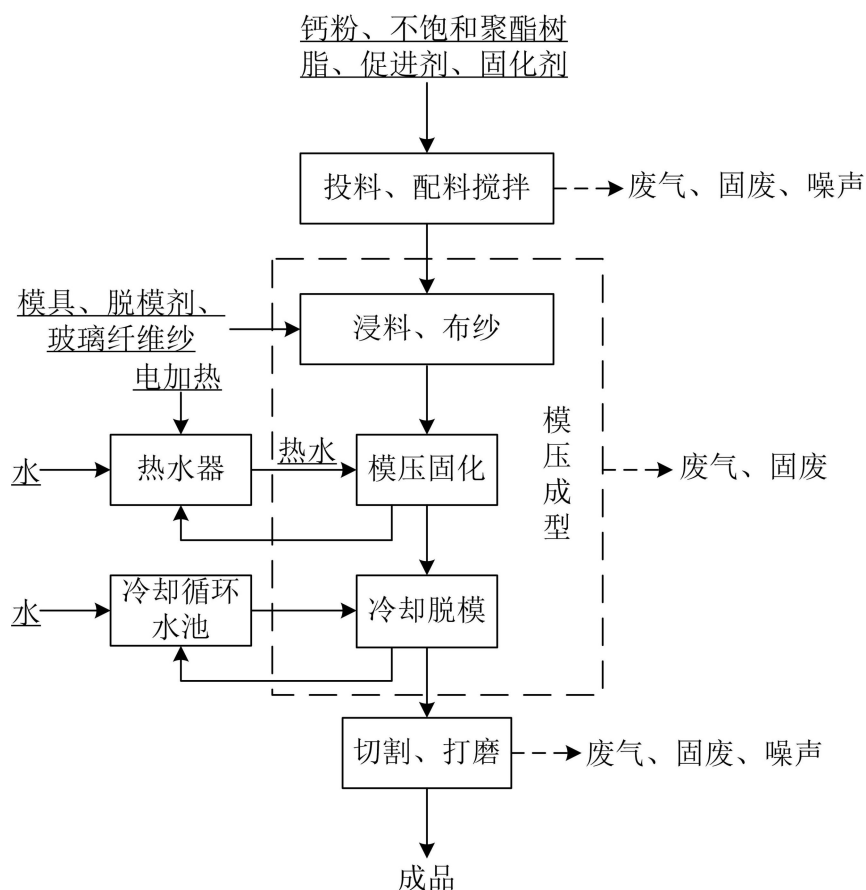 钙粉、不饱和聚酯树
脂、促进剂、固化剂
投料、配料搅拌
废气、固废、噪声
模具、脱模剂、
玻璃纤维纱
浸料、布纱
电加热
水
热水器
热水
模压固化
模压成型
废气、固废
水
冷却循环
水池
冷却脱模
切割、打磨
废气、固废、噪声
成品